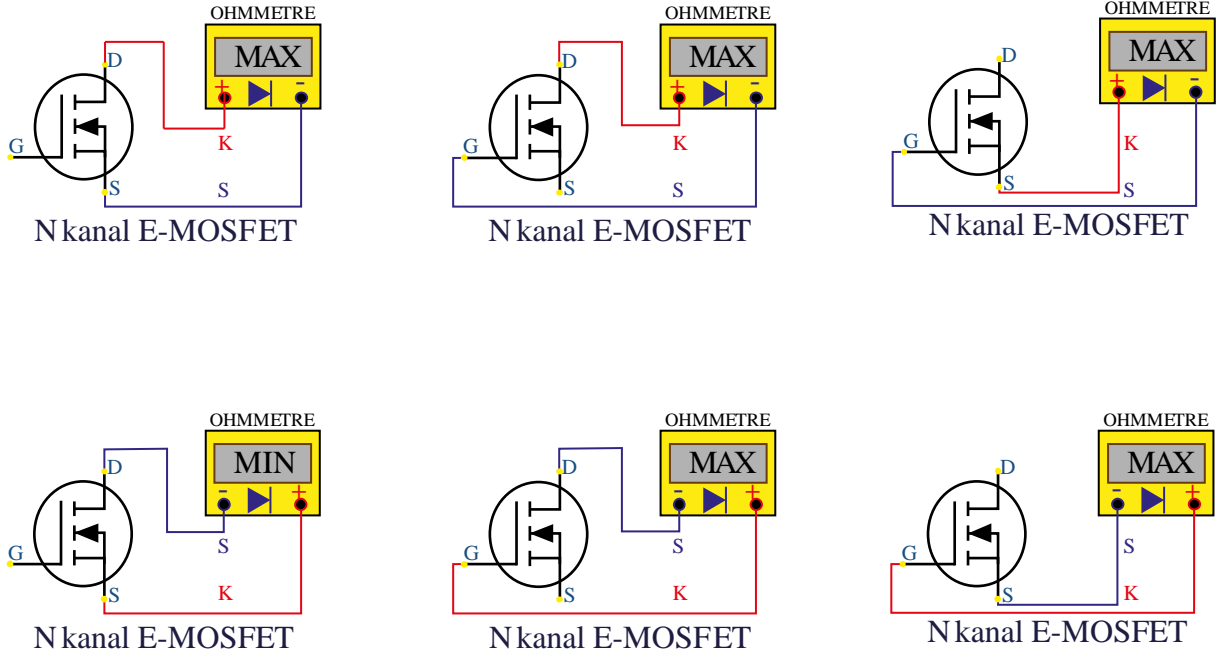 OHMMETRE
MAX
+ -
D
G
S
K
S
N kanal E-MOSFET
OHMMETRE
MAX
+ -
D
G
S
K
S
N kanal E-MOSFET
OHMMETRE
MAX
+ -
D
G
S
K
S
N kanal E-MOSFET
OHMMETRE
MIN
- +
D
G
S
S
K
N kanal E-MOSFET
OHMMETRE
MAX
- +
D
G
S
S
K
N kanal E-MOSFET
OHMMETRE
MAX
- +
D
G
S
S
K
N kanal E-MOSFET